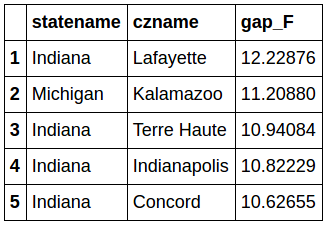 statename czname gap_F
1 Indiana Lafayette 12.22876
2 Michigan Kalamazoo 11.20880
3 Indiana Terre Haute 10.94084
4 Indiana Indianapolis 10.82229
5 Indiana Concord 10.62655